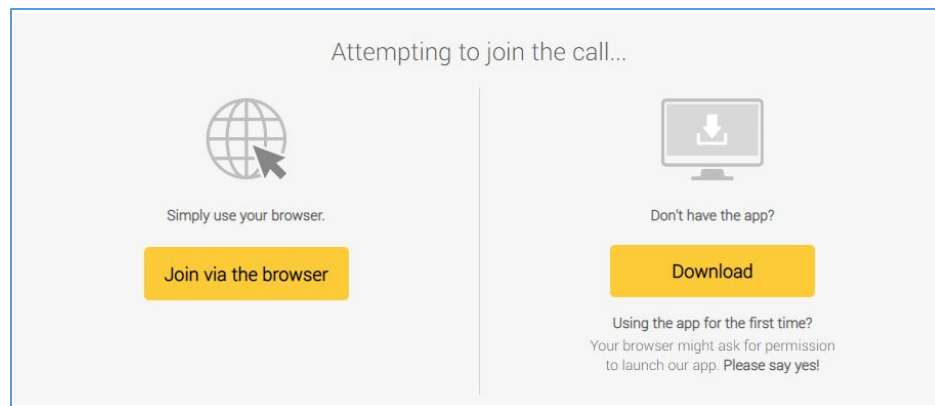 Attempting to join the call...
Simply use your browser.
Join via the browser
Don't have the app?
Download
Using the app for the first time?
Your browser might ask for permission
to launch our app. Please say yes!